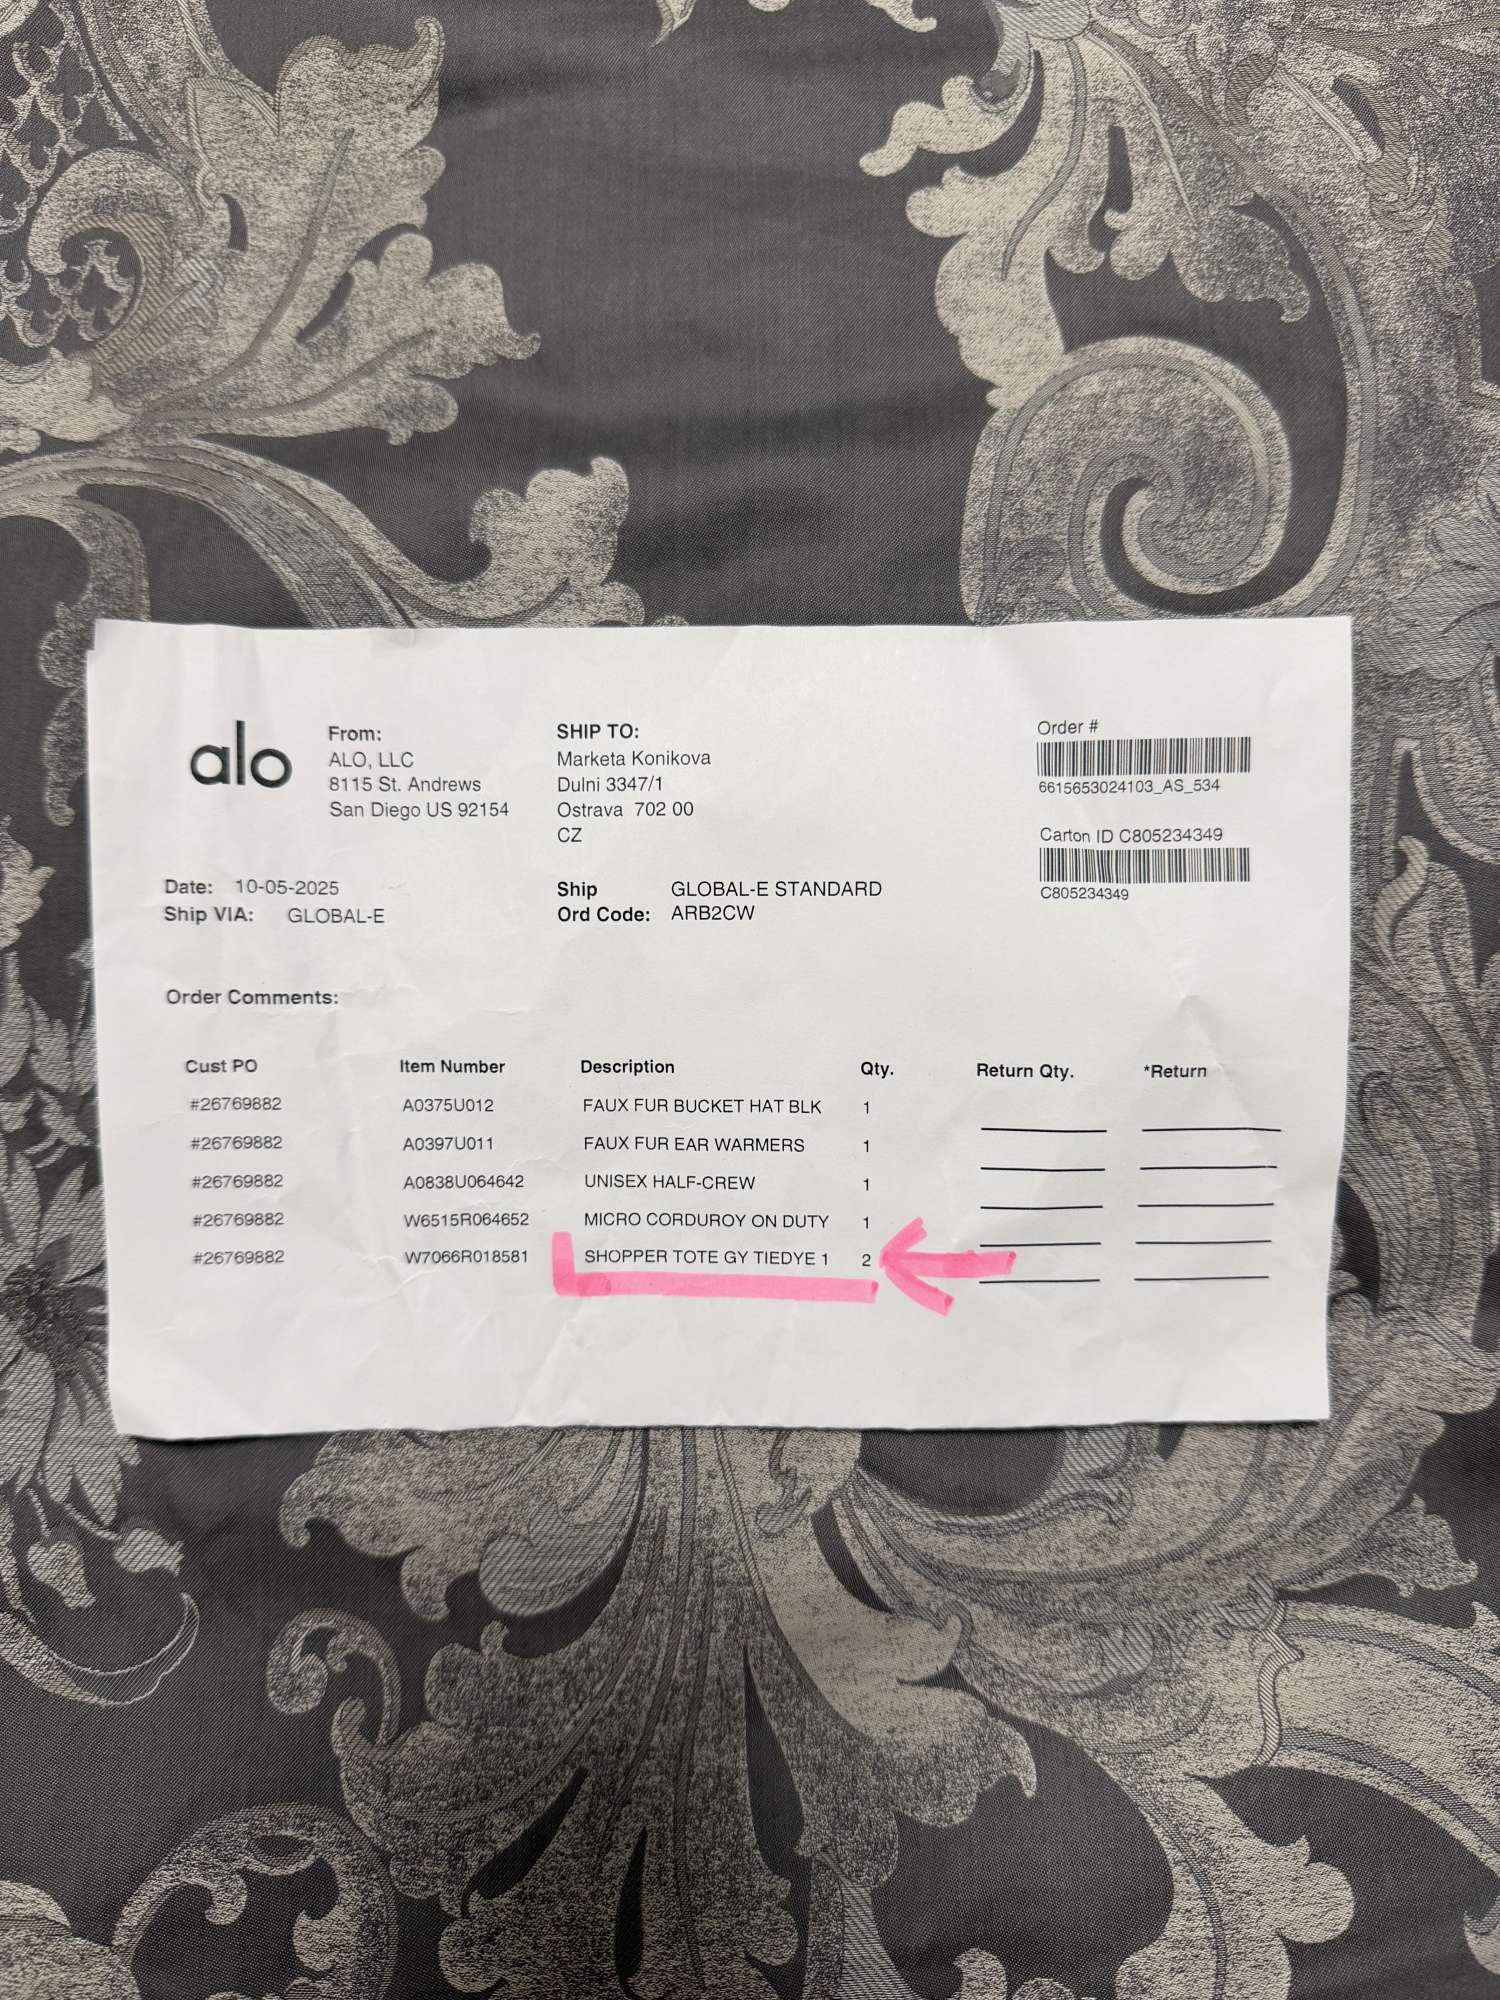 alo
From:
ALO, LLC
8115 St. Andrews
San Diego US 92154
SHIP TO:
Marketa Konikova
Dulni 3347/1
Ostrava 702 00
CZ
Order #
6615653024103_AS_534
Carton ID C805234349
C805234349
Date: 10-05-2025
Ship VIA: GLOBAL-E
Ship GLOBAL-E STANDARD
Ord Code: ARB2CW
Order Comments:
Cust PO Item Number Description Qty. Return Qty. *Return
#26769882 A0375U012 FAUX FUR BUCKET HAT BLK 1
#26769882 A0397U011 FAUX FUR EAR WARMERS 1
#26769882 A0838U064642 UNISEX HALF-CREW 1
#26769882 W6515R064652 MICRO CORDUROY ON DUTY 1
#26769882 W7066R018581 SHOPPER TOTE GY TIEDYE 1 2